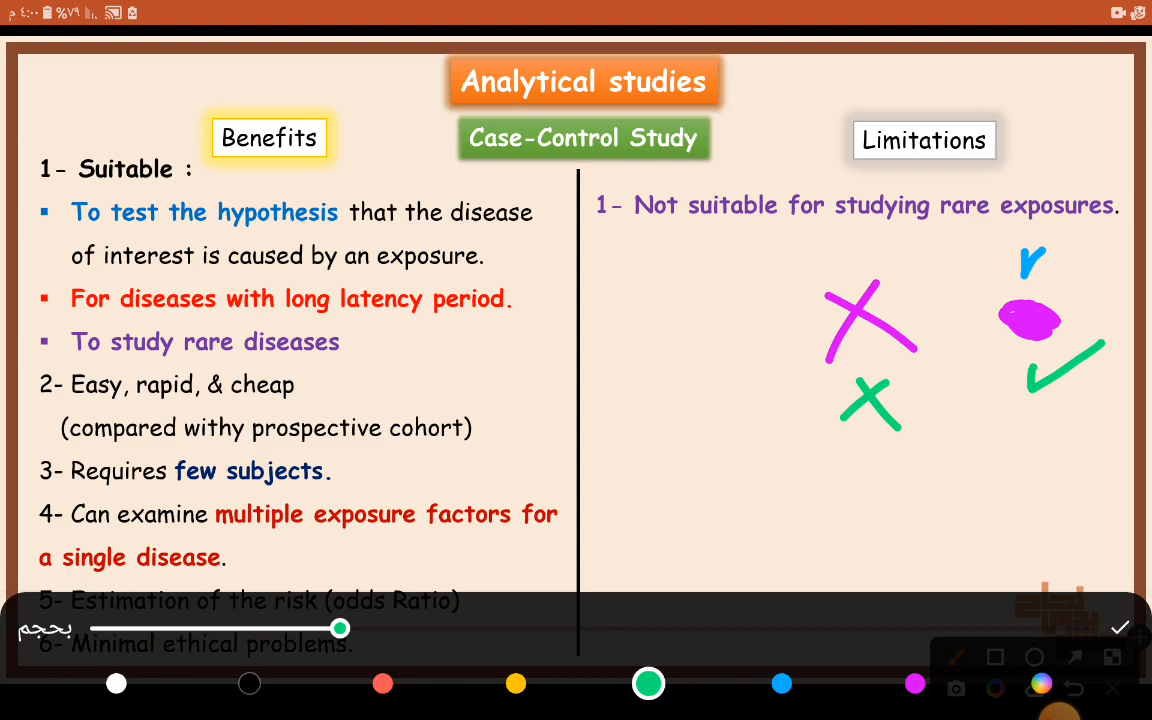 ٤:٠٠ م
%٧٩
Analytical studies
Benefits
Case-Control Study
Limitations
1- Suitable :
▪ To test the hypothesis that the disease
of interest is caused by an exposure.
▪ For diseases with long latency period.
▪ To study rare diseases
2- Easy, rapid, & cheap
(compared withy prospective cohort)
3- Requires few subjects.
4- Can examine multiple exposure factors for
a single disease.
5- Estimation of the risk (odds Ratio)
6- Minimal ethical problems.
1- Not suitable for studying rare exposures.
r
بحجم